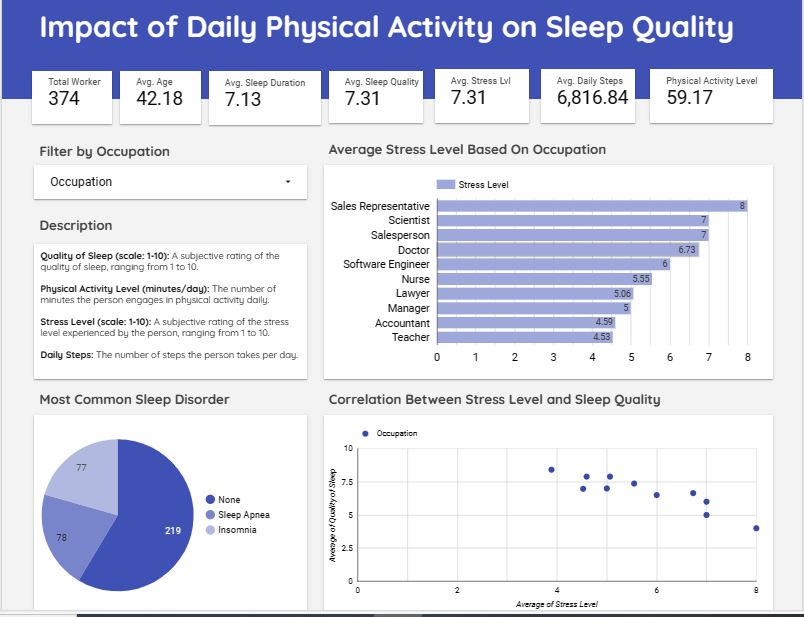 Impact of Daily Physical Activity on Sleep Quality
Total Worker
374
Avg. Age
42.18
Avg. Sleep Duration
7.13
Avg. Sleep Quality
7.31
Avg. Stress Lvl
7.31
Avg. Daily Steps
6,816.84
Physical Activity Level
59.17
Filter by Occupation
Occupation
Description
Quality of Sleep (scale: 1-10): A subjective rating of the
quality of sleep, ranging from 1 to 10.
Physical Activity Level (minutes/day): The number of
minutes the person engages in physical activity daily.
Stress Level (scale: 1-10): A subjective rating of the stress
level experienced by the person, ranging from 1 to 10.
Daily Steps: The number of steps the person takes per day.
Average Stress Level Based On Occupation
Stress Level
Sales Representative 8
Scientist 7
Salesperson 7
Doctor 6.73
Software Engineer 6
Nurse 5.55
Lawyer 5.06
Manager 5
Accountant 4.59
Teacher 4.53
0 1 2 3 4 5 6 7 8
Most Common Sleep Disorder
77
78
219
None
Sleep Apnea
Insomnia
Correlation Between Stress Level and Sleep Quality
Occupation
Average of Quality of Sleep
10
7.5
5
2.5
0
0 2 4 6 8
Average of Stress Level